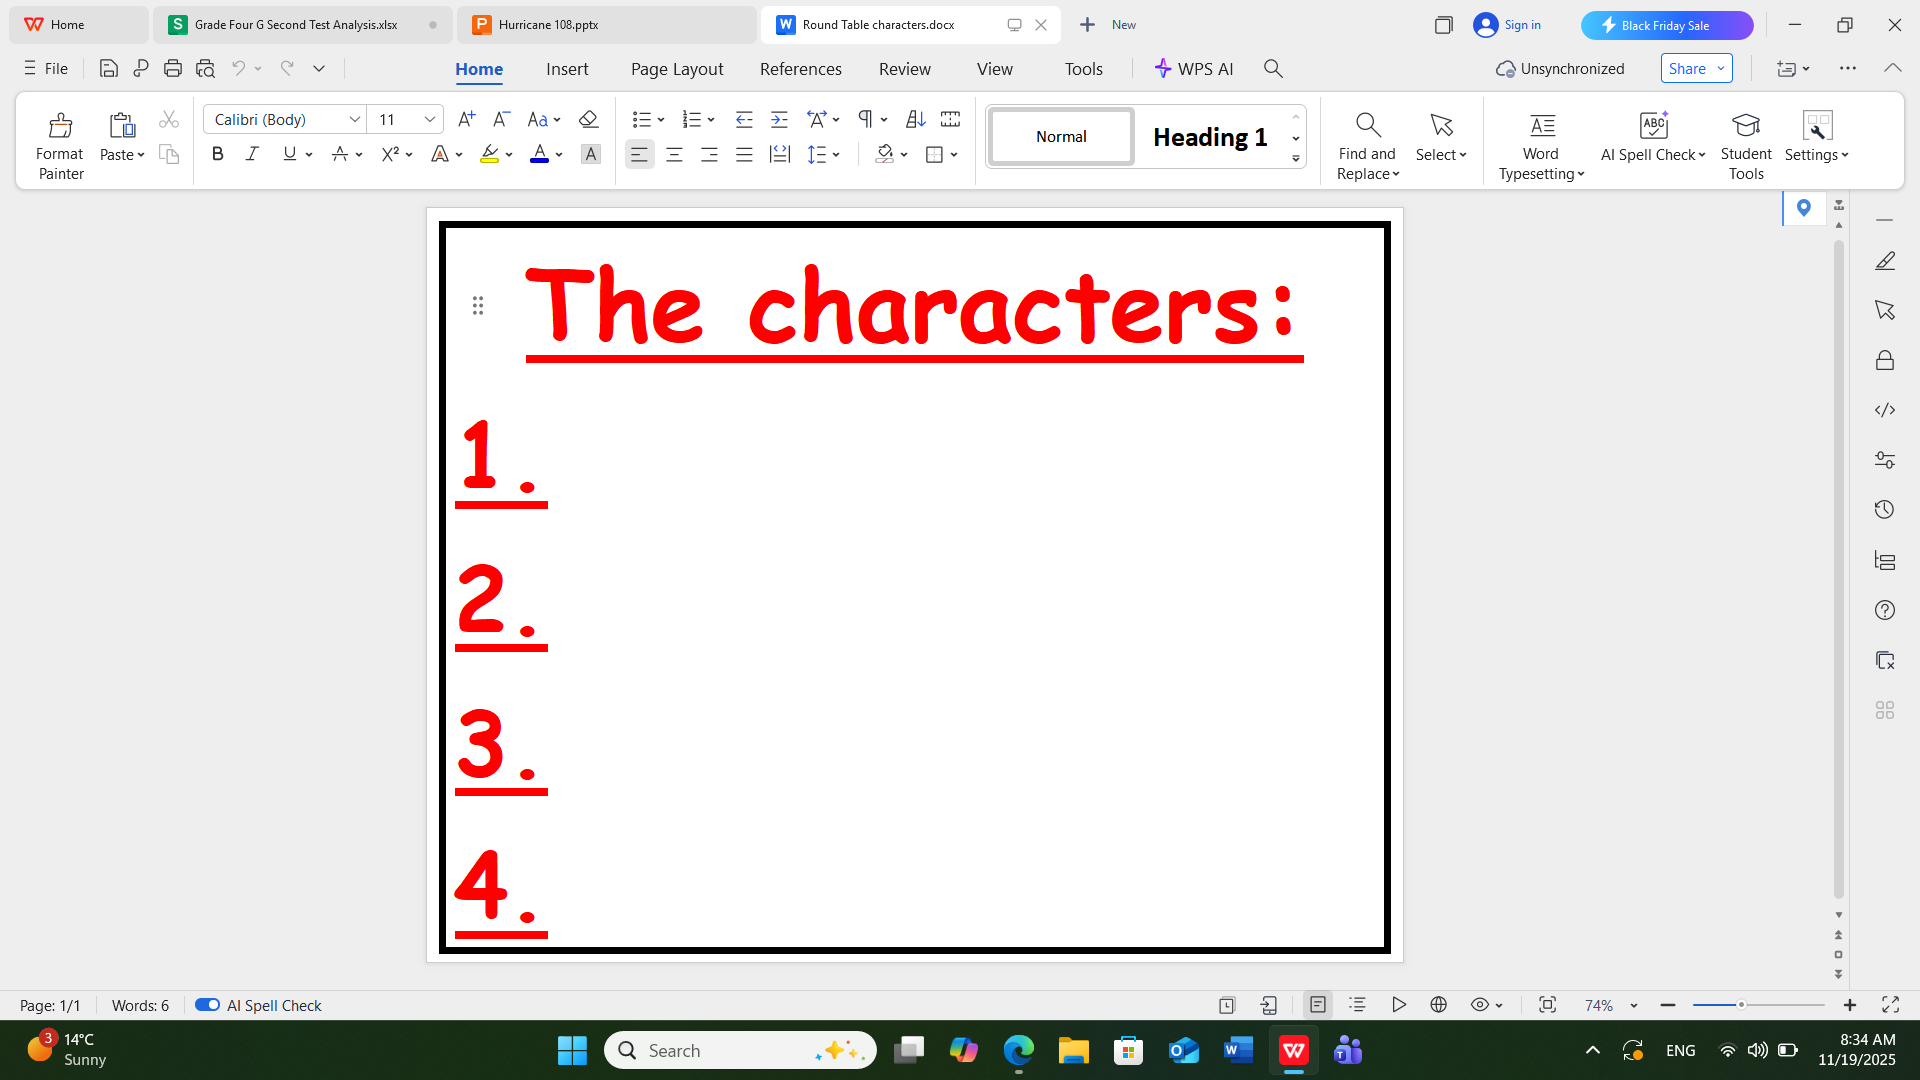 Home
Grade Four G Second Test Analysis.xlsx
Hurricane 108.pptx
Round Table characters.docx
New
Sign in
Black Friday Sale
File
Home
Insert
Page Layout
References
Review
View
Tools
WPS AI
Unsynchronized
Share
Format Painter
Paste
Calibri (Body)
11
Normal
Heading 1
Find and Replace
Select
Word Typesetting
AI Spell Check
Student Tools
Settings
The characters:
1.
2.
3.
4.
Page: 1/1
Words: 6
AI Spell Check
74%
3
14°C
Sunny
Search
ENG
8:34 AM
11/19/2025